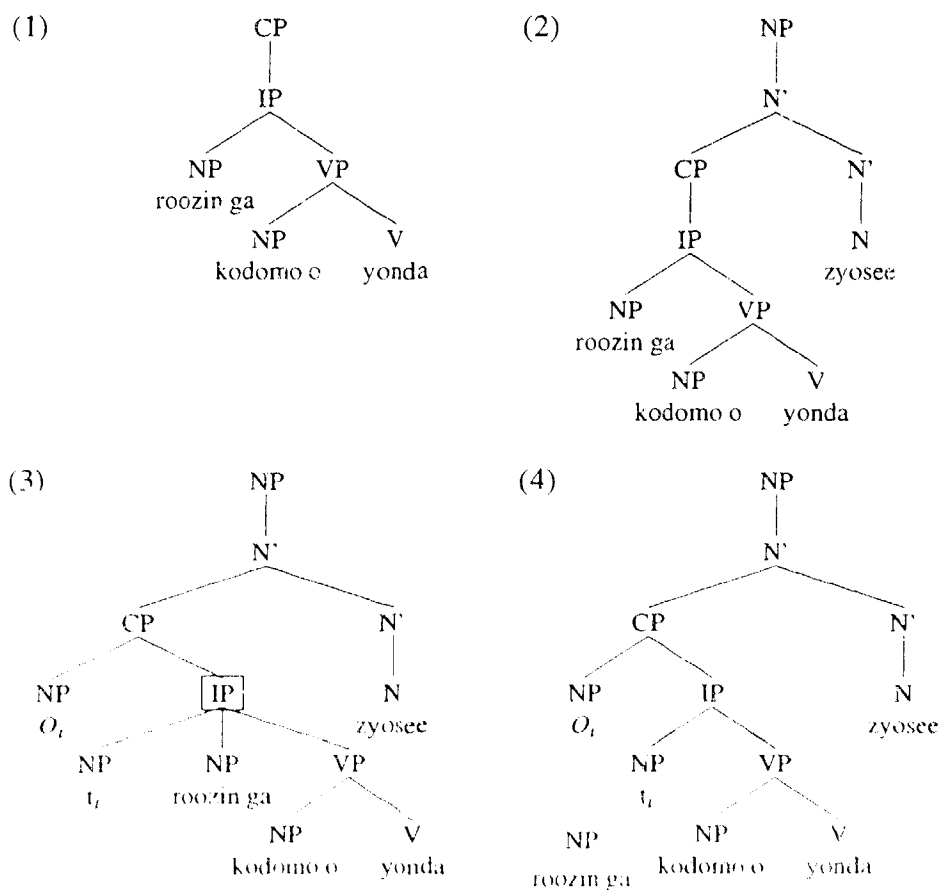 (1) CP (2) NP
IP N'
NP VP CP N'
roozin ga
NP V IP N
kodomo o yonda zyosee
NP VP
roozin ga
NP V
kodomo o yonda
(3) NP (4) NP
N' N'
CP N' CP N'
NP IP N NP IP N
Oi zyosee Oi zyosee
NP NP VP NP VP
ti roozin ga ti
NP V NP NP V
kodomo o yonda roozin ga kodomo o yonda